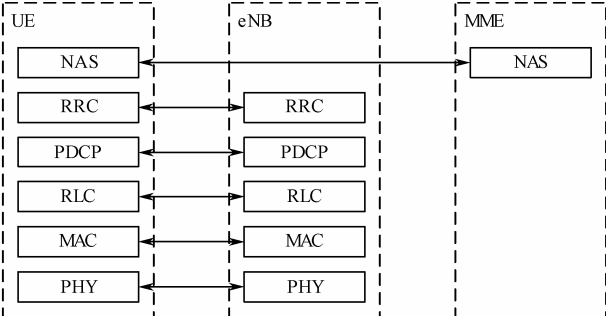 UE eNB MME
NAS NAS
RRC RRC
PDCP PDCP
RLC RLC
MAC MAC
PHY PHY